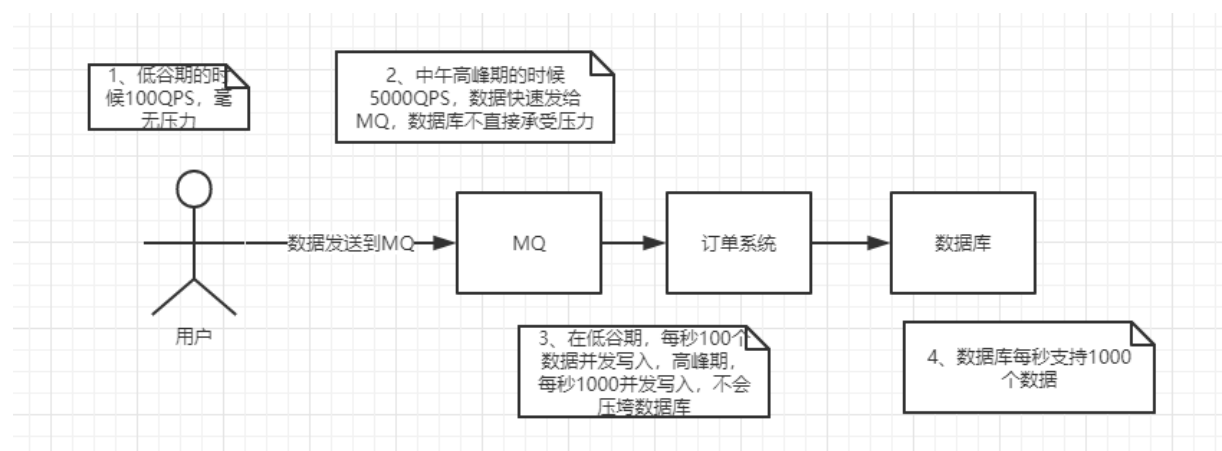 1、低谷期的时
候100QPS，毫
无压力
2、中午高峰期的时候
5000QPS，数据快速发给
MQ，数据库不直接承受压力
数据发送到MQ
MQ
订单系统
数据库
用户
3、在低谷期，每秒100个
数据并发写入，高峰期，
每秒1000并发写入，不会
压垮数据库
4、数据库每秒支持1000
个数据